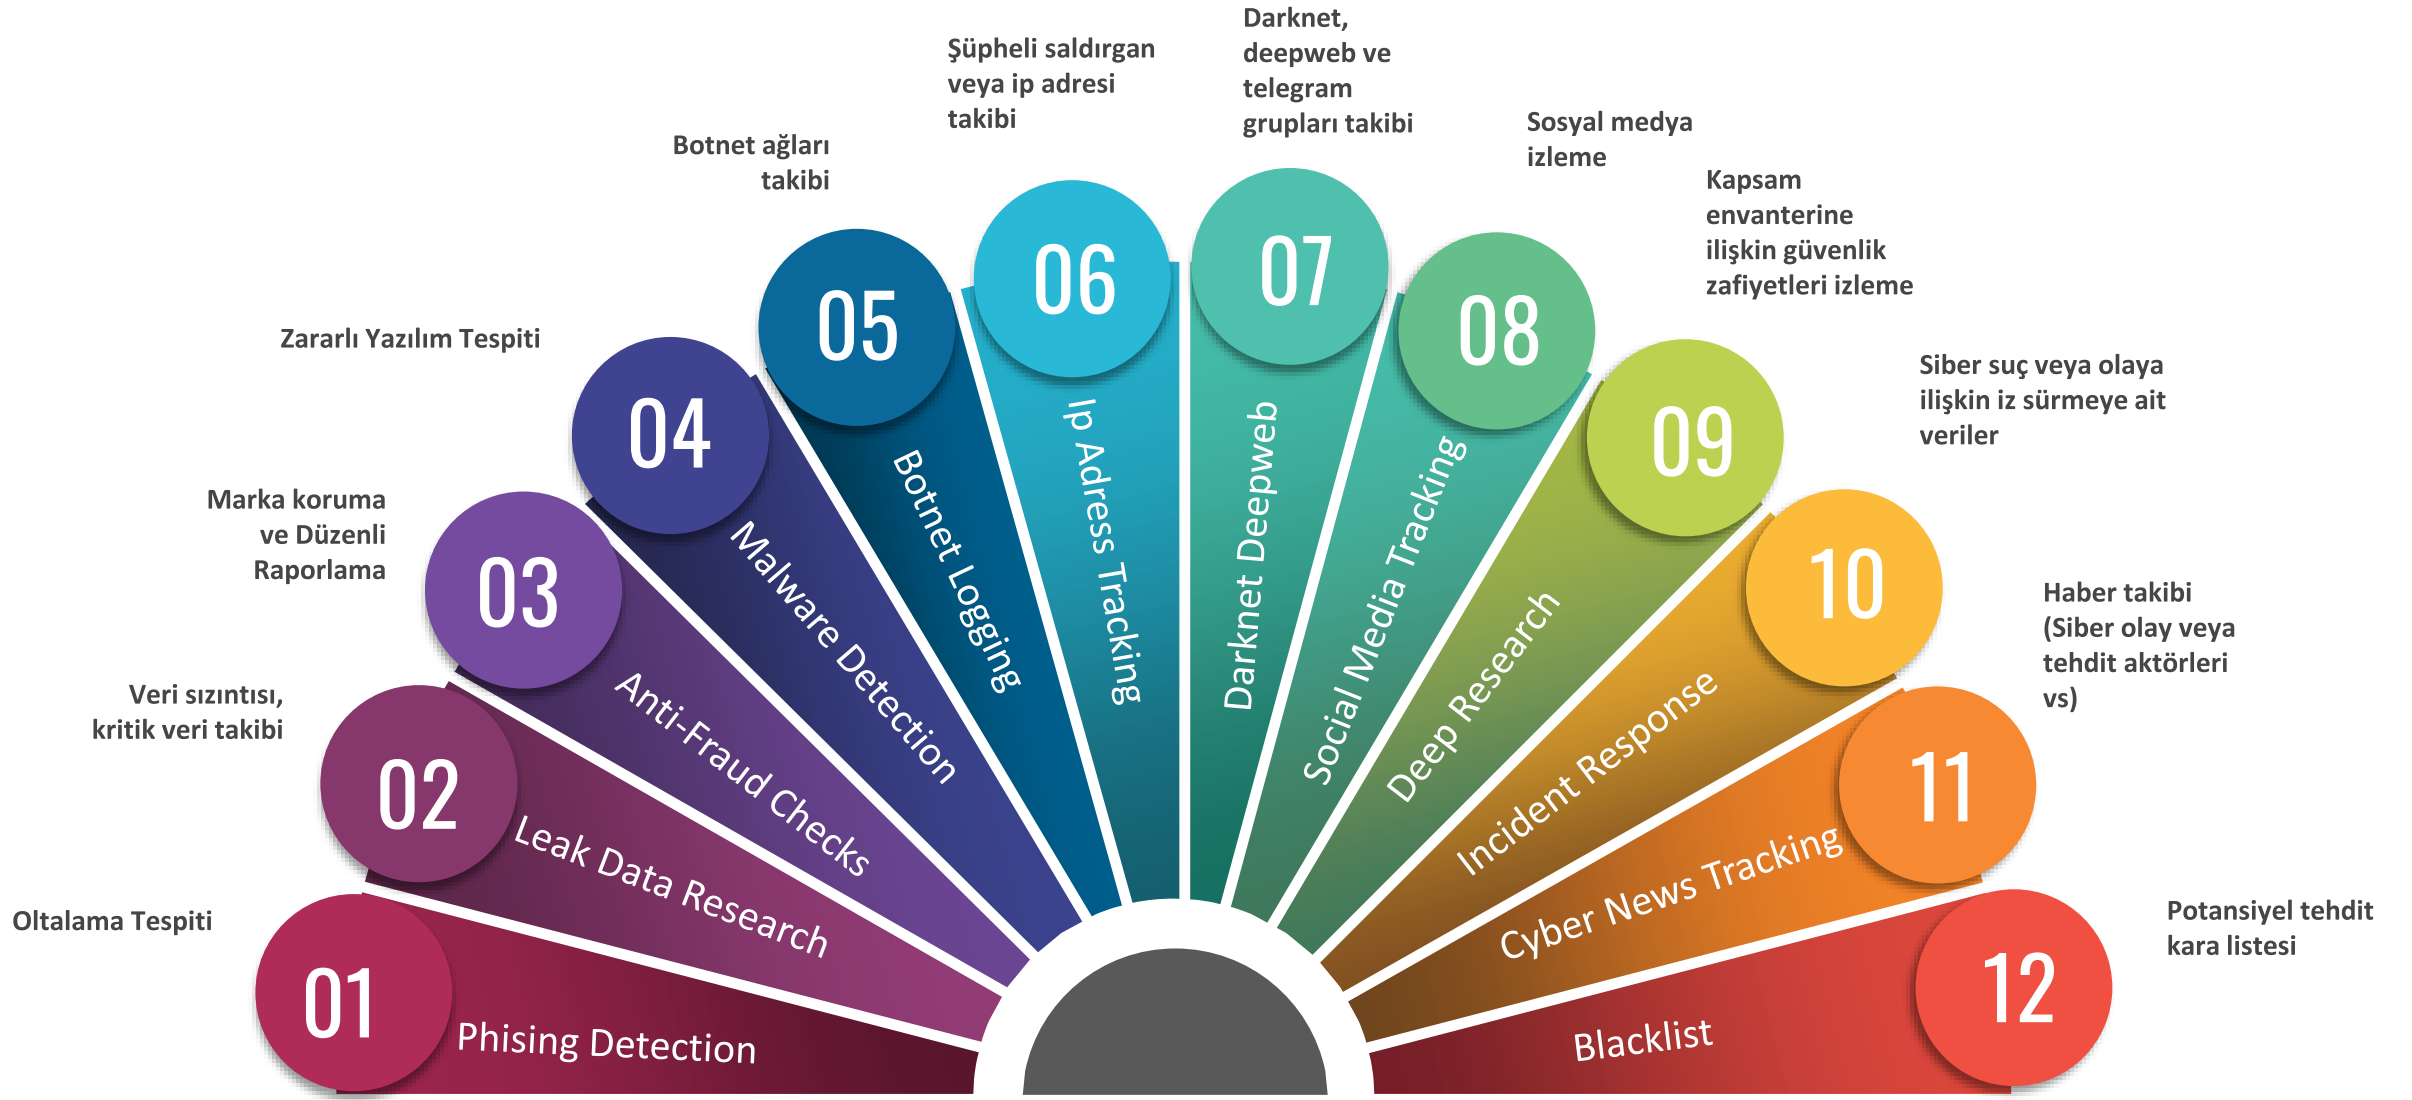 Oltalama Tespiti
01
Phising Detection
Veri sızıntısı,
kritik veri takibi
02
Leak Data Research
Marka koruma
ve Düzenli
Raporlama
03
Anti-Fraud Checks
Zararlı Yazılım Tespiti
04
Malware Detection
Botnet ağları
takibi
05
Botnet Logging
Şüpheli saldırgan
veya ip adresi
takibi
06
Ip Adress Tracking
Darknet,
deepweb ve
telegram
grupları takibi
07
Darknet Deepweb
Sosyal medya
izleme
08
Social Media Tracking
Kapsam
envanterine
ilişkin güvenlik
zafiyetleri izleme
09
Deep Research
Siber suç veya olaya
ilişkin iz sürmeye ait
veriler
10
Incident Response
Haber takibi
(Siber olay veya
tehdit aktörleri
vs)
11
Cyber News Tracking
Potansiyel tehdit
kara listesi
12
Blacklist